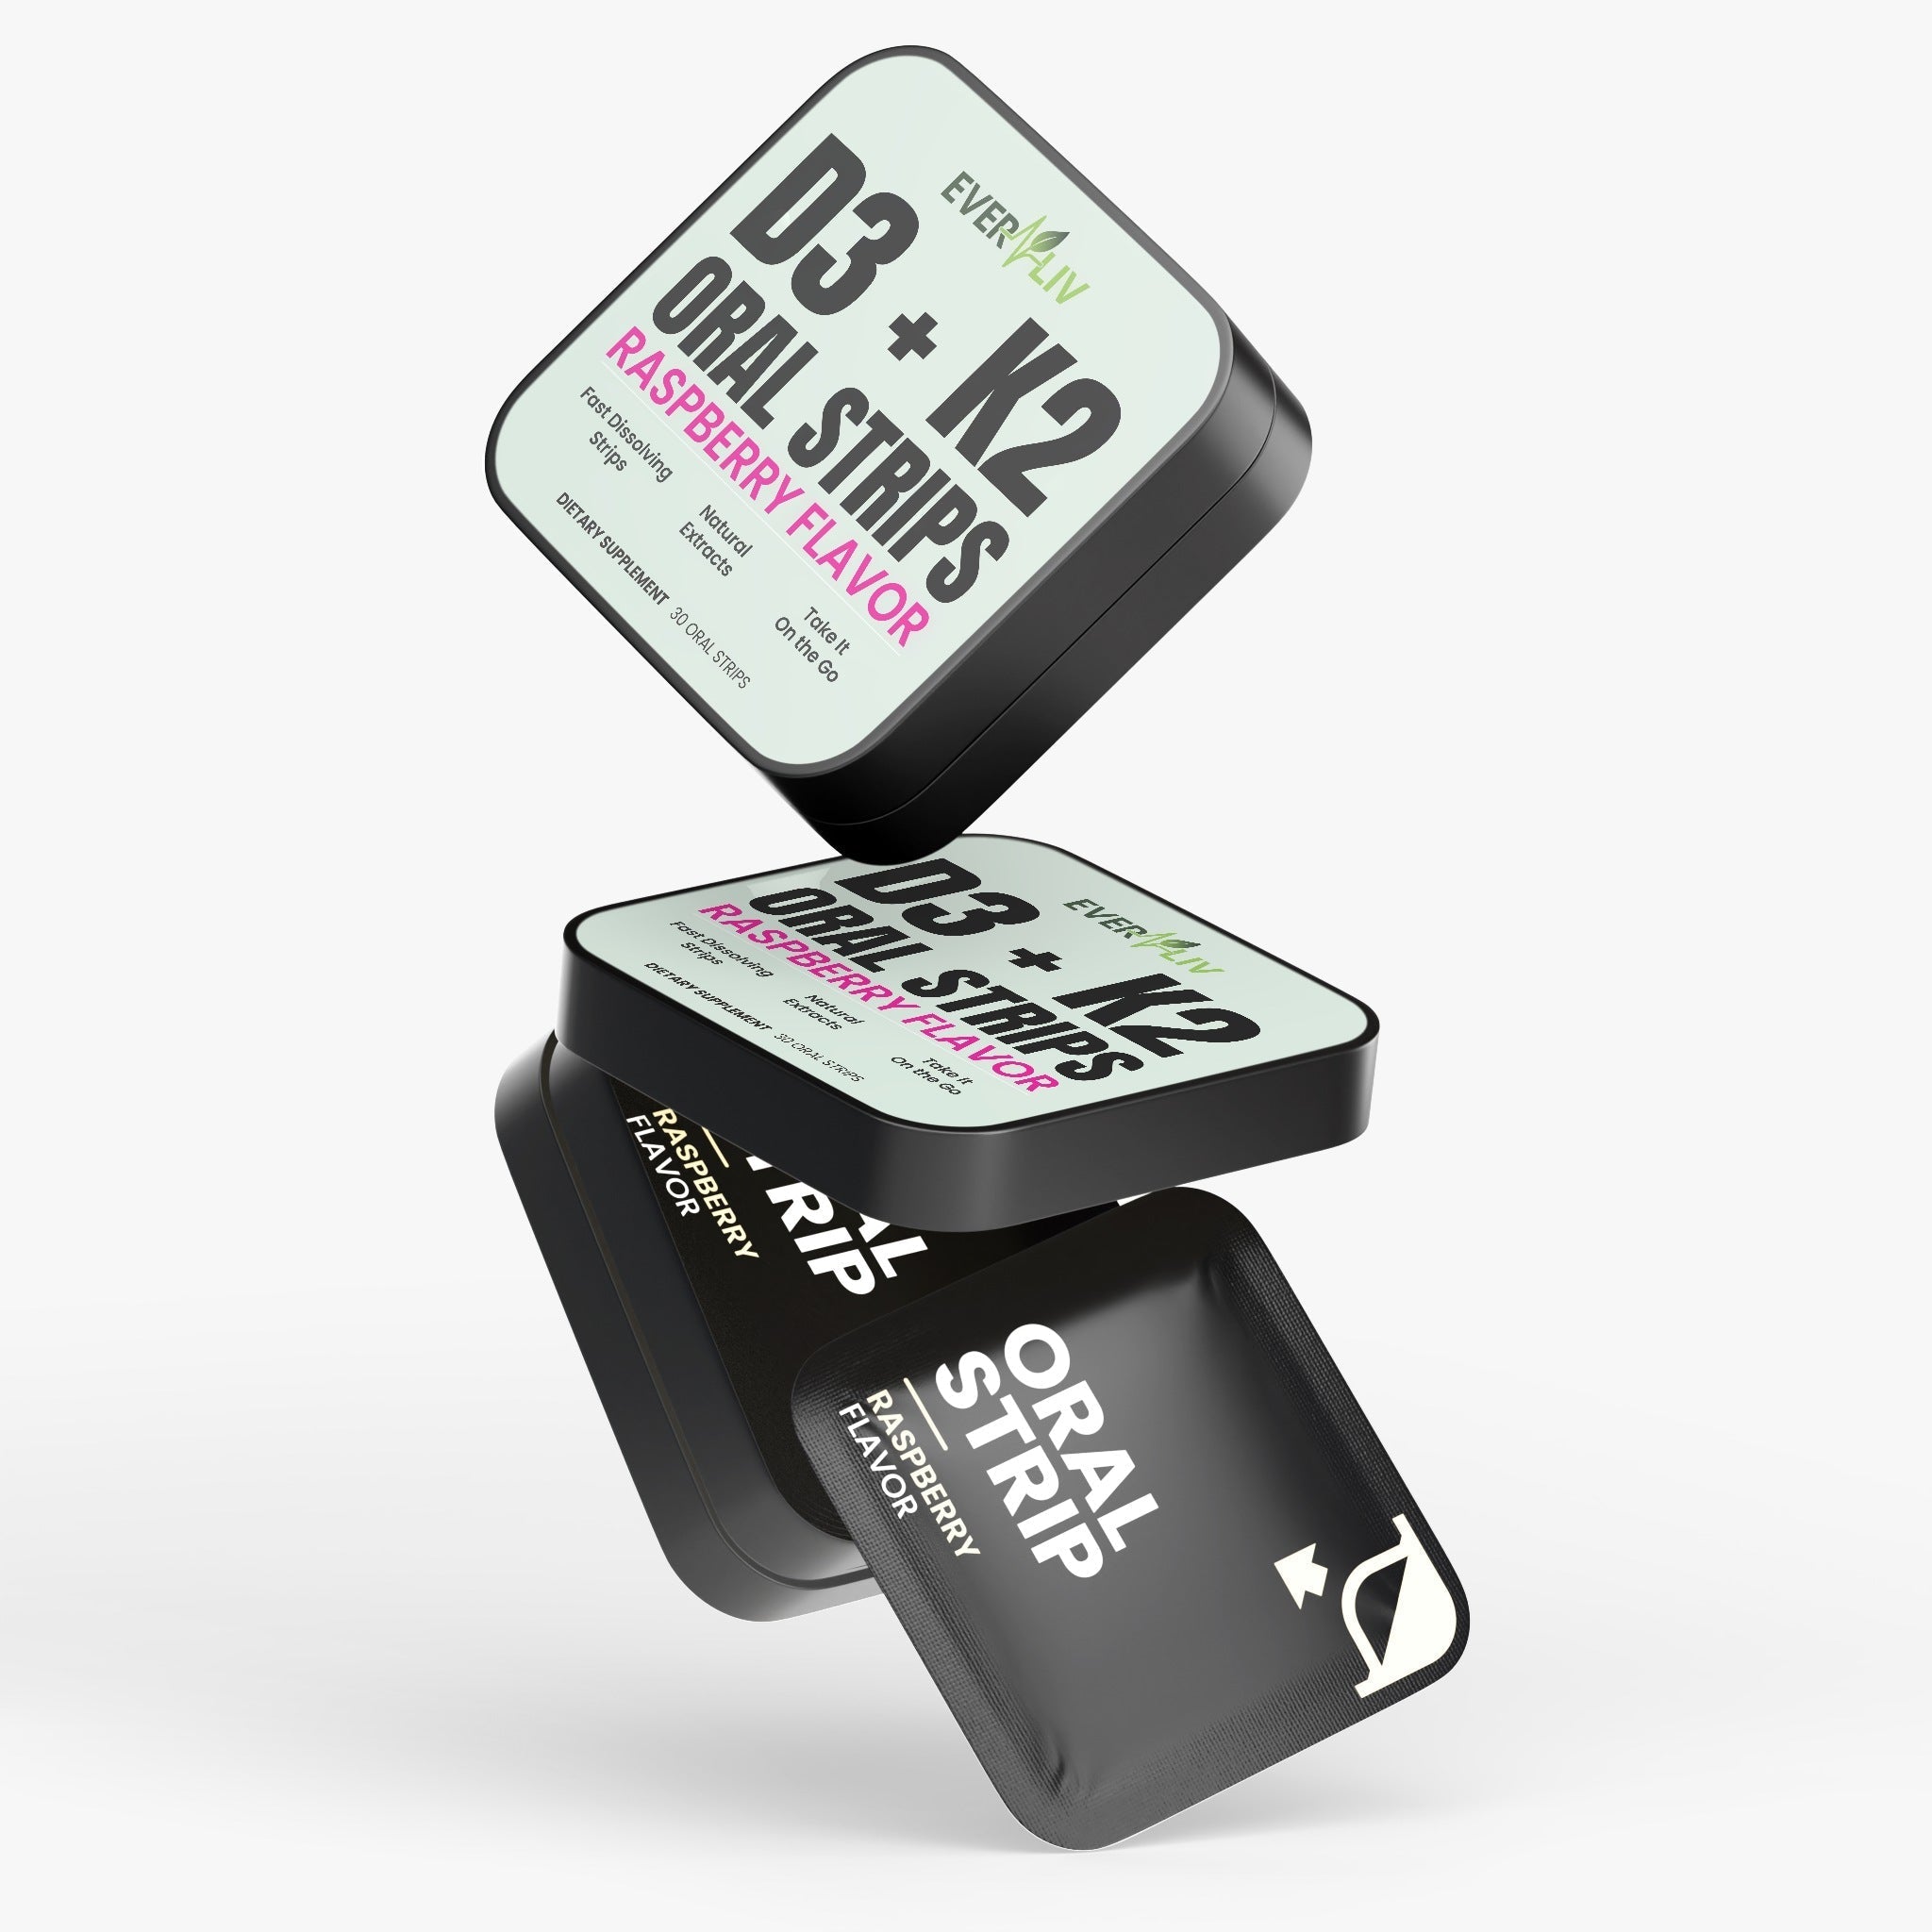 EVERLIV
D3 + K2
ORAL STRIPS
RASPBERRY FLAVOR
Fast Dissolving
Strips
Natural
Extracts
Take It
On the Go
DIETARY SUPPLEMENT 30 ORAL STRIPS
EVERLIV
D3 + K2
ORAL STRIPS
RASPBERRY FLAVOR
Fast Dissolving
Strips
Natural
Extracts
Take It
On the Go
DIETARY SUPPLEMENT 30 ORAL STRIPS
RASPBERRY
FLAVOR
ORAL
STRIP
RASPBERRY
FLAVOR